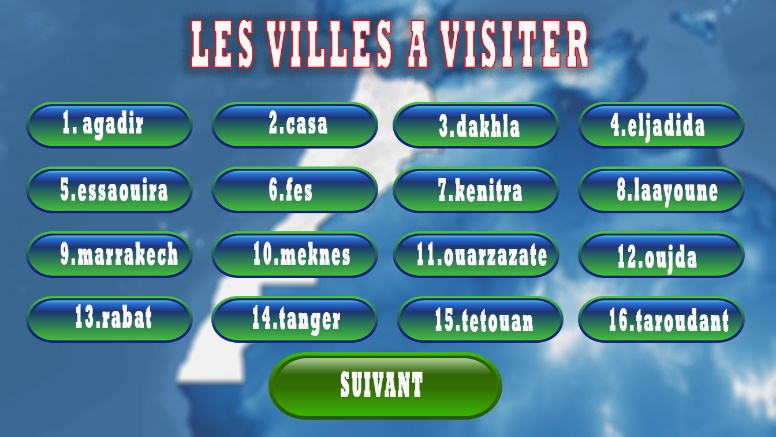 LES VILLES A VISITER
1. agadir
2.casa
3.dakhla
4.eljadida
5.essaouira
6.fes
7.kenitra
8.laayoune
9.marrakech
10.meknes
11.ouarzazate
12.oujda
13.rabat
14.tanger
15.tetouan
16.taroudant
SUIVANT